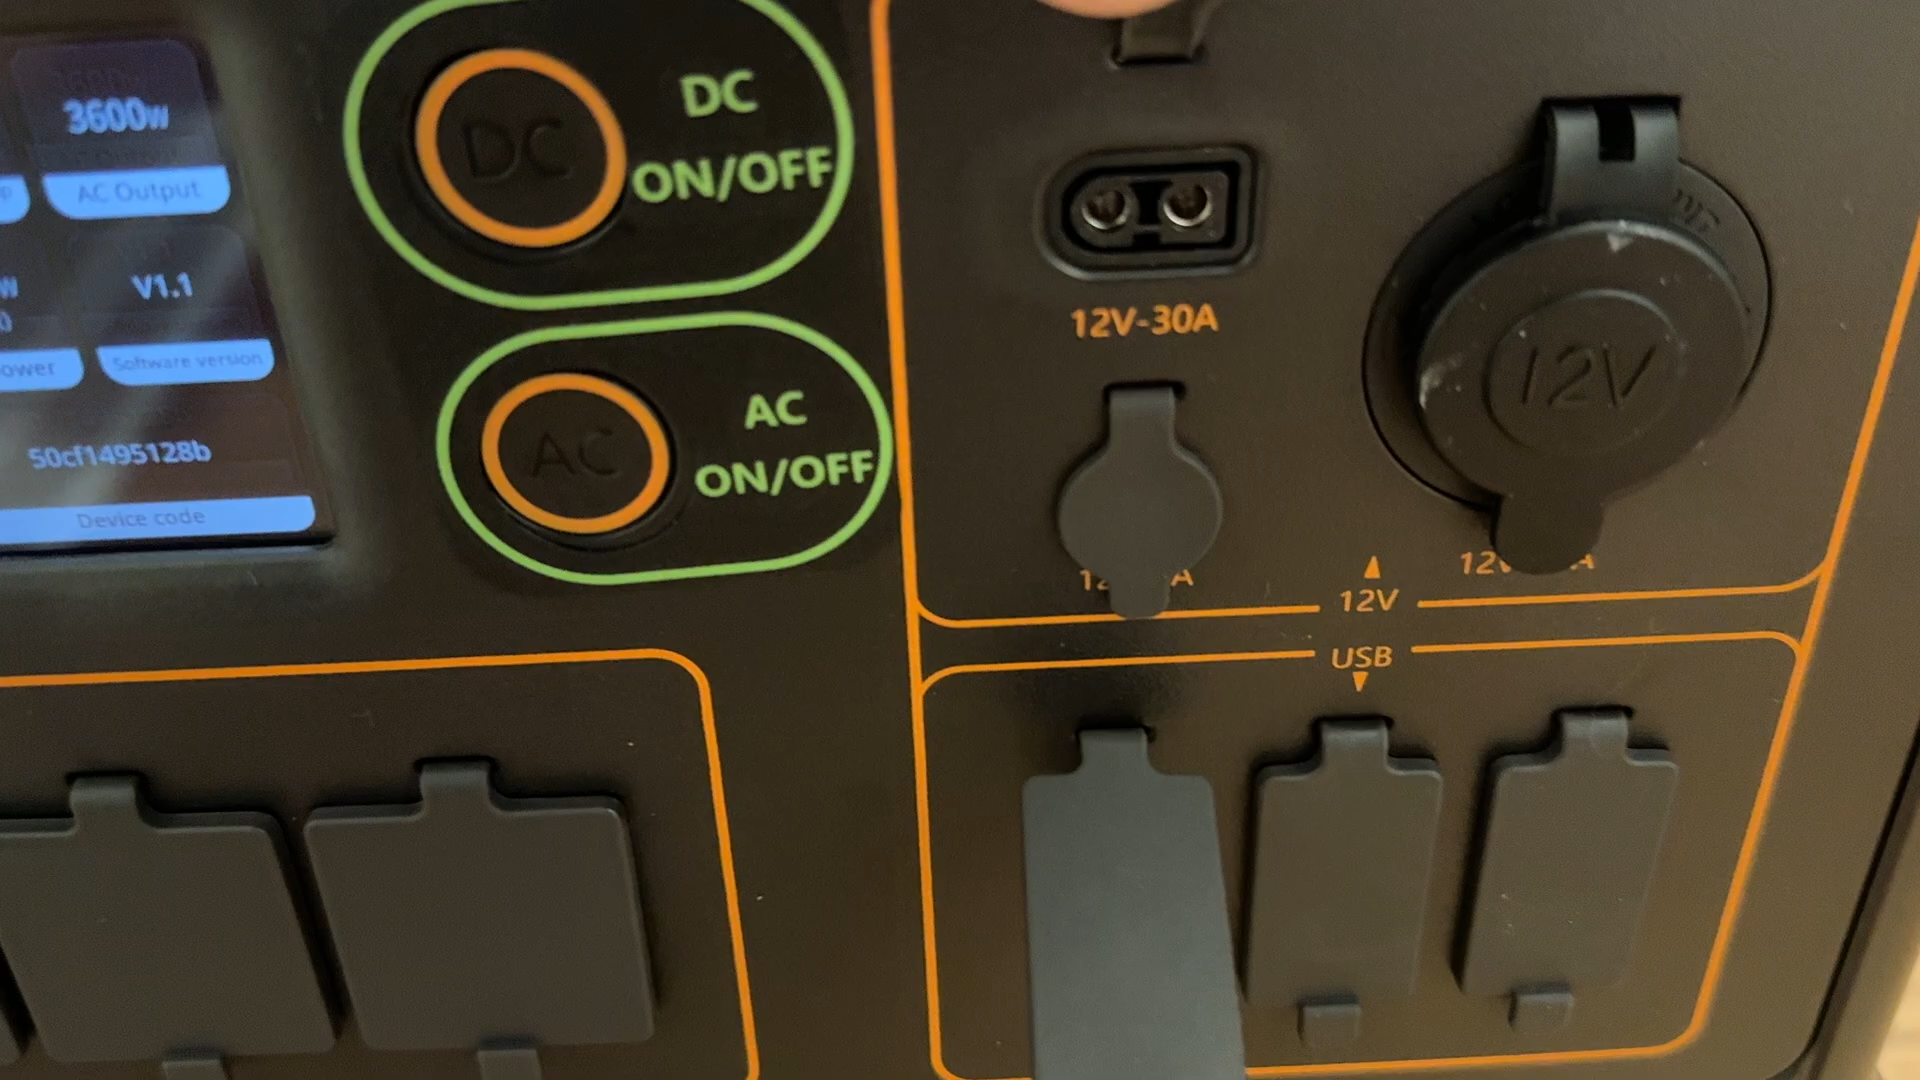 3600w
AC Output
V1.1
ower
Software version
50cf1495128b
Device code
DC
DC
ON/OFF
AC
AC
ON/OFF
12V-30A
12V
12V
USB